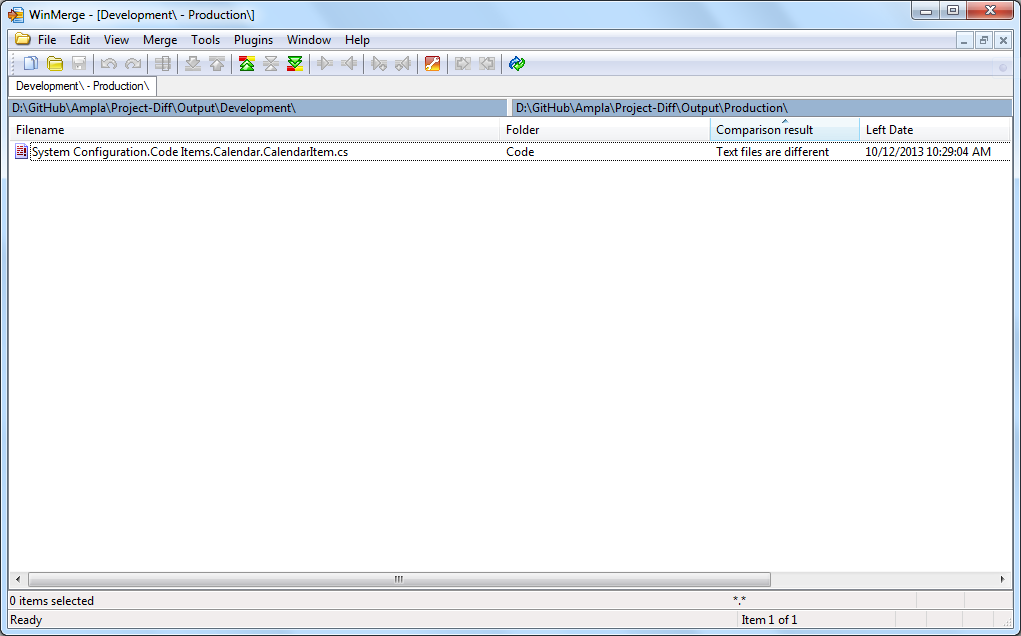 WinMerge - [Development\ - Production\]
File Edit View Merge Tools Plugins Window Help
Development\ - Production\
D:\GitHub\Ampla\Project-Diff\Output\Development\ D:\GitHub\Ampla\Project-Diff\Output\Production\
Filename Folder Comparison result Left Date
System Configuration.Code Items.Calendar.CalendarItem.cs Code Text files are different 10/12/2013 10:29:04 AM
0 items selected *.*
Ready Item 1 of 1